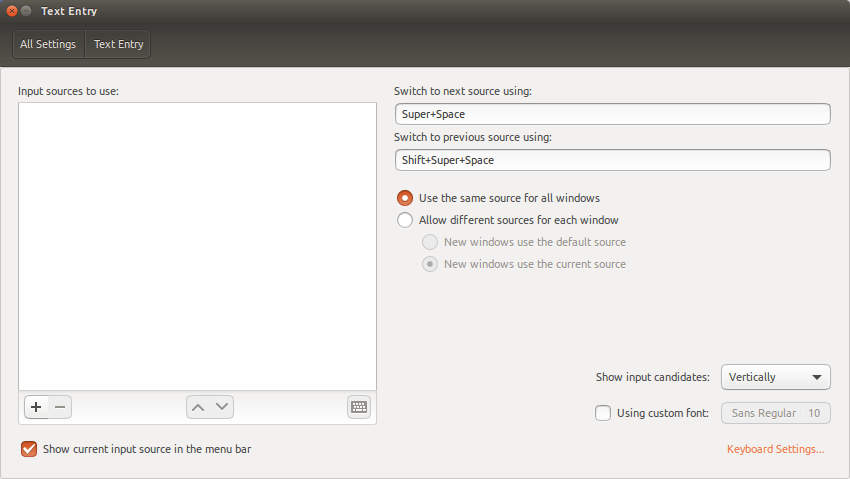 Text Entry
All Settings
Text Entry
Input sources to use:
Switch to next source using:
Super+Space
Switch to previous source using:
Shift+Super+Space
Use the same source for all windows
Allow different sources for each window
New windows use the default source
New windows use the current source
Show input candidates:
Vertically
Using custom font:
Sans Regular
10
Show current input source in the menu bar
Keyboard Settings...